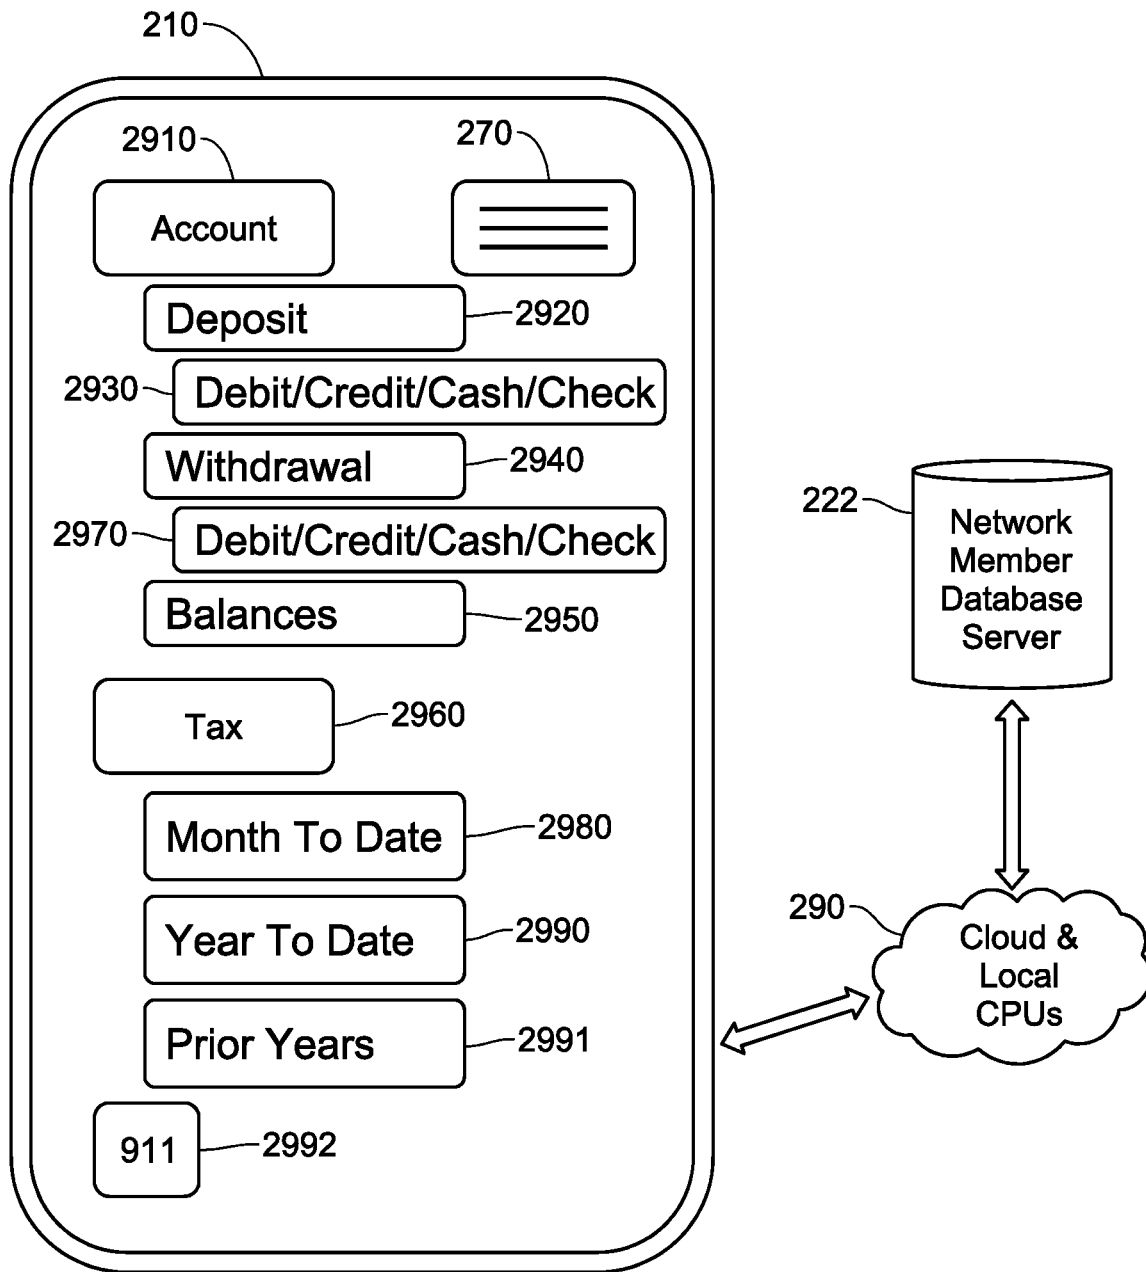 210
2910
270
Account
Deposit
2920
2930
Debit/Credit/Cash/Check
Withdrawal
2940
2970
Debit/Credit/Cash/Check
Balances
2950
Tax
2960
Month To Date
2980
Year To Date
2990
Prior Years
2991
911
2992
222
Network
Member
Database
Server
290
Cloud &
Local
CPUs